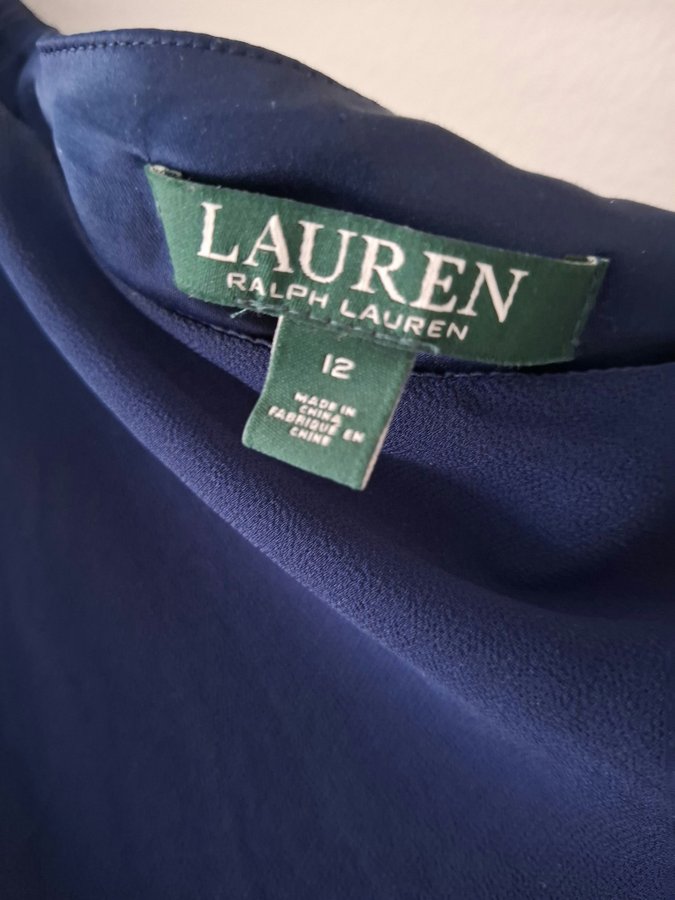 LAUREN
RALPH LAUREN
12
MADE IN
CHINA
FABRIQUÉ EN
CHINE